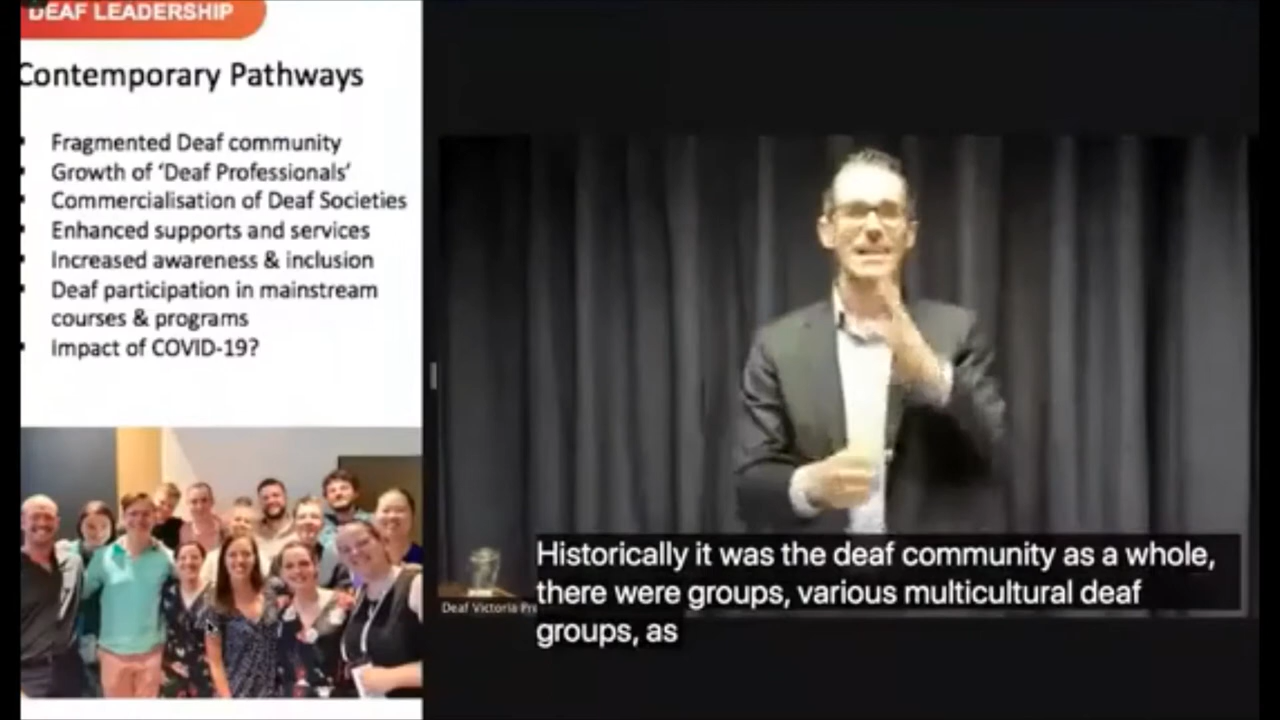 DEAF LEADERSHIP
Contemporary Pathways
Fragmented Deaf community
Growth of ‘Deaf Professionals’
Commercialisation of Deaf Societies
Enhanced supports and services
Increased awareness & inclusion
Deaf participation in mainstream
courses & programs
Impact of COVID-19?
Historically it was the deaf community as a whole,
there were groups, various multicultural deaf
groups, as
Deaf Victoria